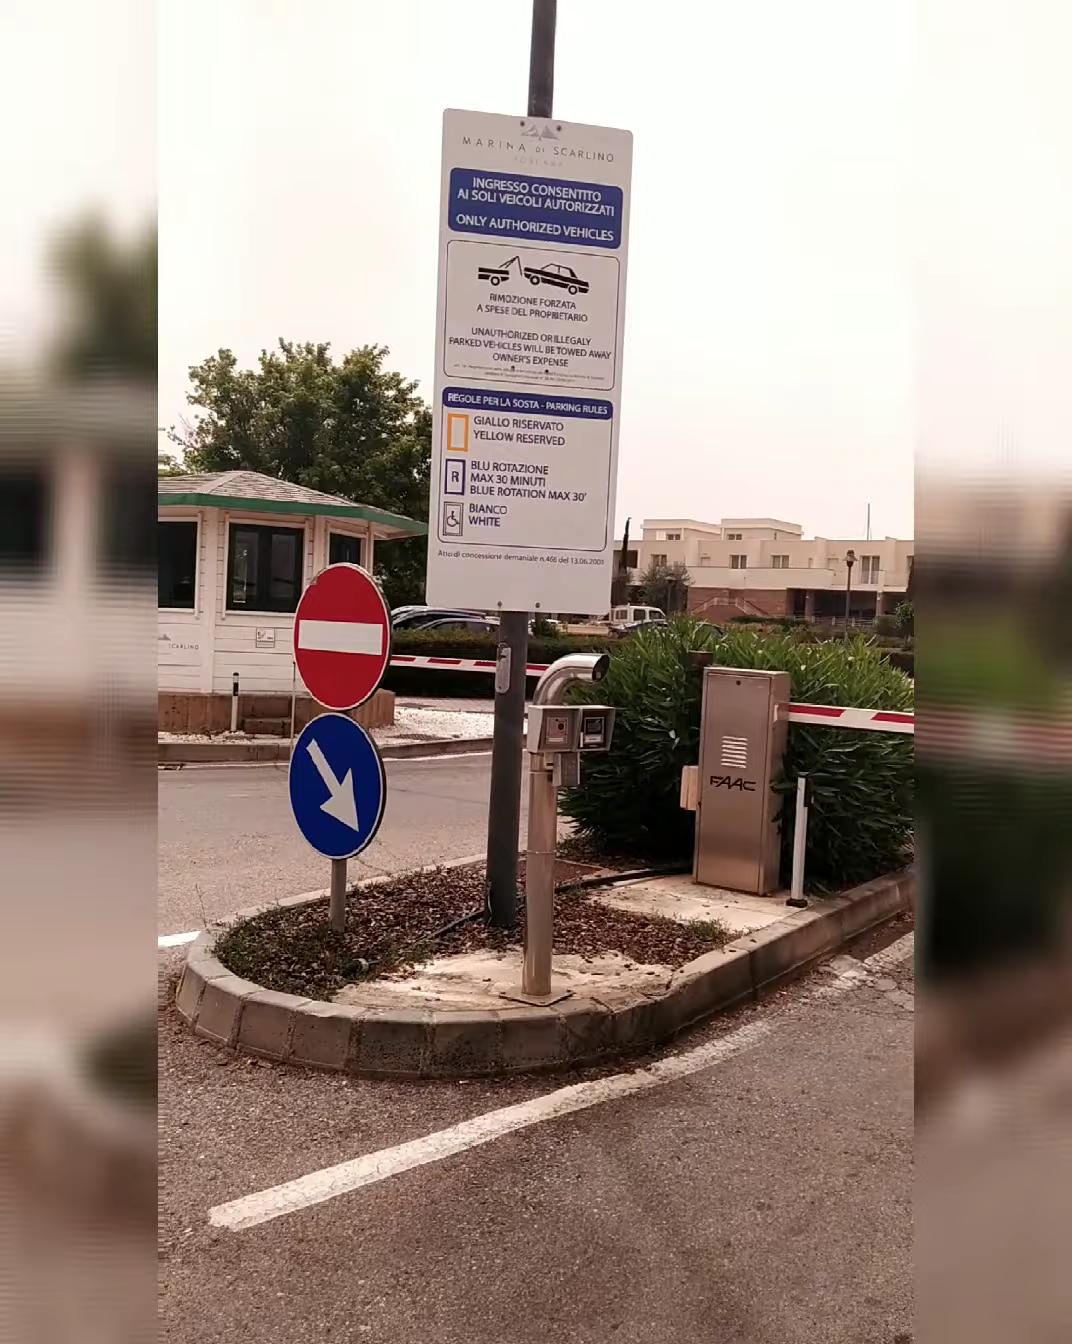 MARINA DI SCARLINO
TOSCANA
INGRESSO CONSENTITO
AI SOLI VEICOLI AUTORIZZATI
ONLY AUTHORIZED VEHICLES
RIMOZIONE FORZATA
A SPESE DEL PROPRIETARIO
UNAUTHORIZED OR ILLEGALY
PARKED VEHICLES WILL BE TOWED AWAY
OWNER'S EXPENSE
REGOLE PER LA SOSTA - PARKING RULES
GIALLO RISERVATO
YELLOW RESERVED
R
BLU ROTAZIONE
MAX 30 MINUTI
BLUE ROTATION MAX 30'
BIANCO
WHITE
Atto di concessione demaniale n.466 del 13.06.2001
SCARLINO
FAAC